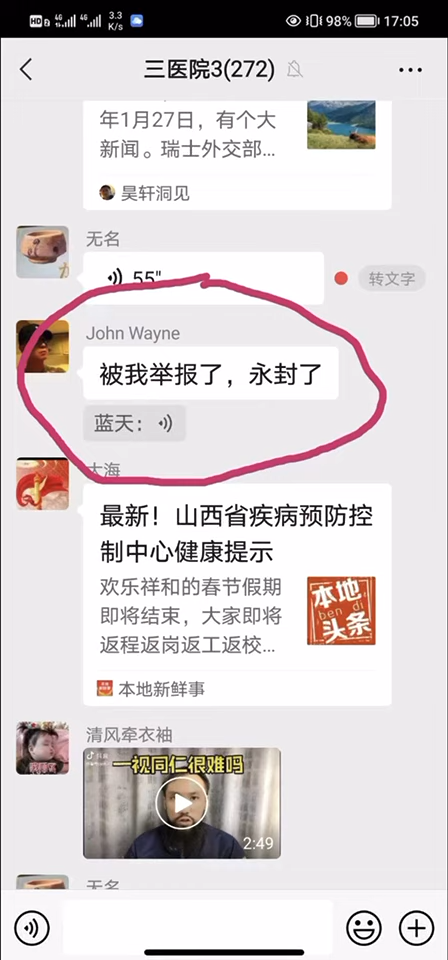 HD 2 4G 4G 3.3 K/s 98% 17:05
三医院3(272)
年1月27日，有个大
新闻。瑞士外交部...
昊轩洞见
无名
55"
转文字
John Wayne
被我举报了，永封了
蓝天：
大海
最新！山西省疾病预防控
制中心健康提示
欢乐祥和的春节假期
即将结束，大家即将
返程返岗返工返校...
本地
ben di
头条
本地新鲜事
清风牵衣袖
抖音
一视同仁很难吗
2:49
无名